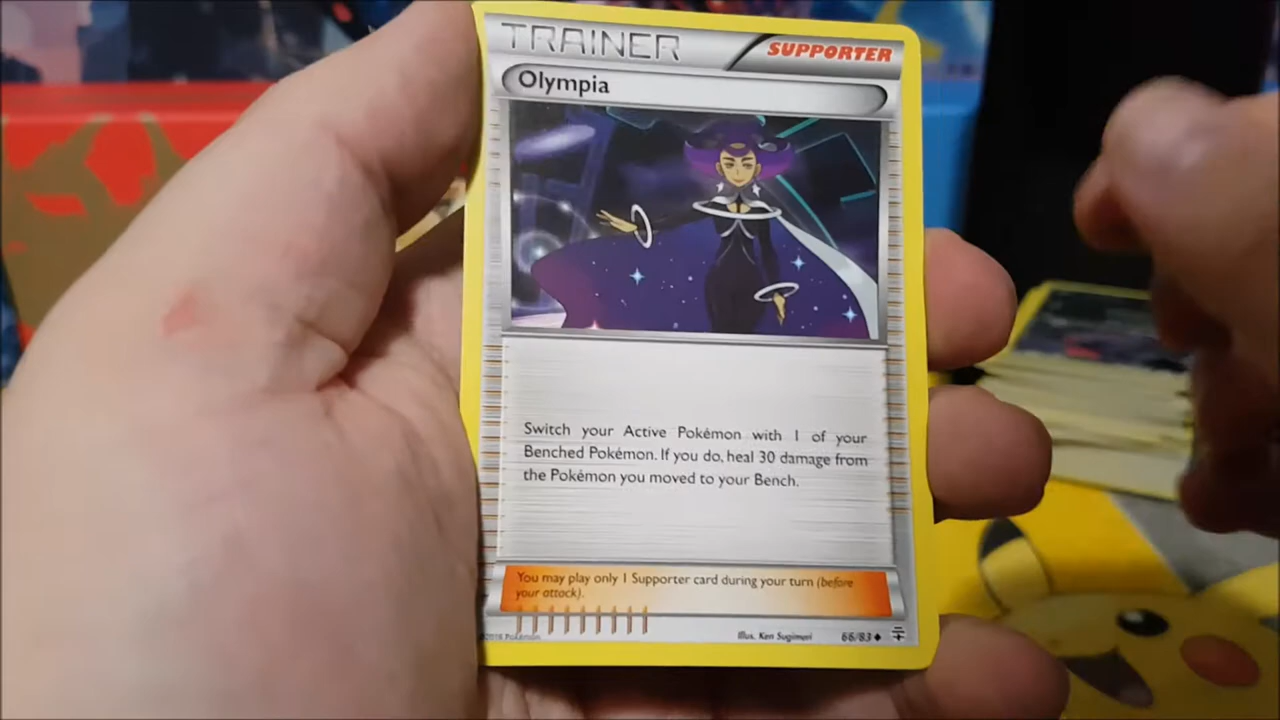 TRAINER
SUPPORTER
Olympia
Switch your Active Pokémon with 1 of your
Benched Pokémon. If you do, heal 30 damage from
the Pokémon you moved to your Bench.
You may play only 1 Supporter card during your turn (before
your attack).
©2016 Pokémon
Illus. Ken Sugimori
66/83